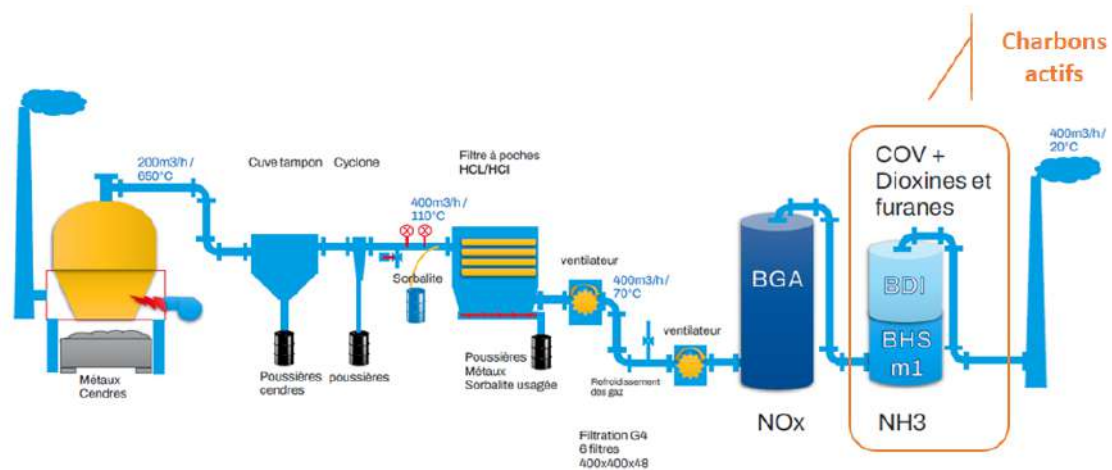 Charbons
actifs
400m3/h /
20°C
COV +
Dioxines et
furanes
Filtre à poches
HCL/HCl
Cuve tampon
Cyclone
200m3/h /
650°C
400m3/h /
110°C
Sorbalite
ventilateur
400m3/h /
70°C
ventilateur
BGA
BDI
BHS
m1
Métaux
Cendres
Poussières
cendres
poussières
Poussières
Métaux
Sorbalite usagée
Refroidissement
des gaz
NOx
NH3
Filtration G4
6 filtres
400x400x48